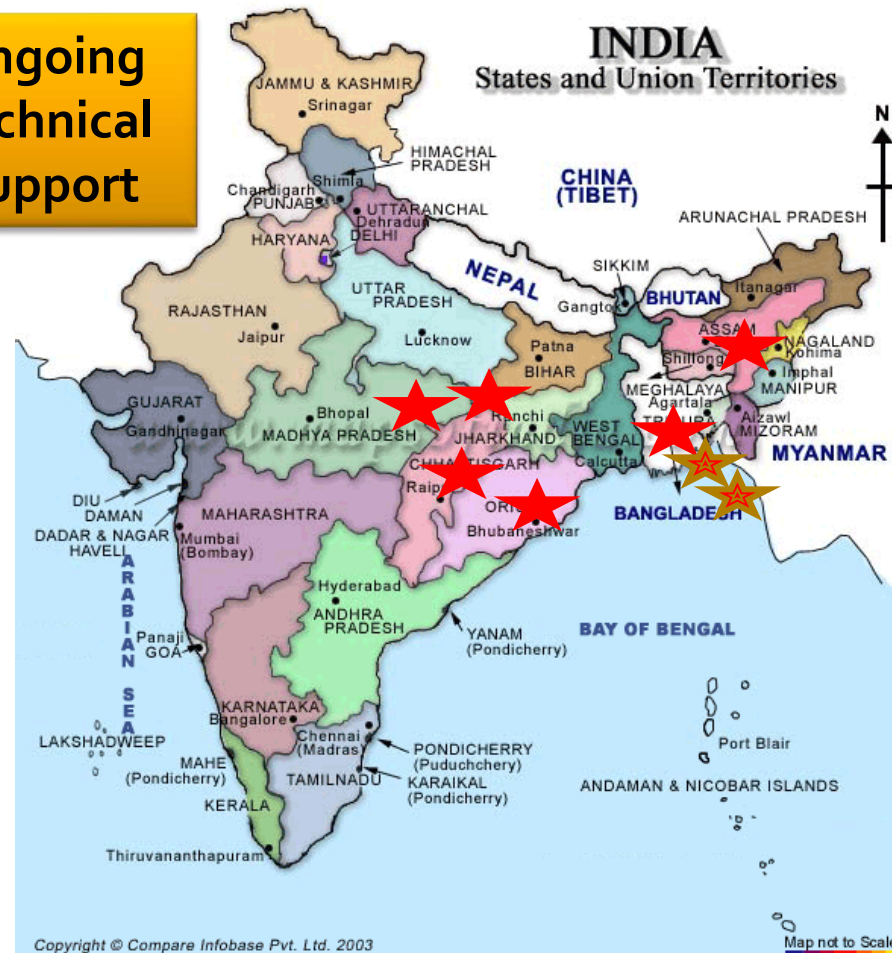 ngoing
chnical
upport
INDIA
States and Union Territories
N
JAMMU & KASHMIR
Srinagar
HIMACHAL
PRADESH
CHINA
(TIBET)
Chandigarh
Shimla
PUNJAB
UTTARANCHAL
Dehradun
DELHI
HARYANA
ARUNACHAL PRADESH
SIKKIM
NEPAL
Gangtok
BHUTAN
Itanagar
UTTAR
PRADESH
RAJASTHAN
Jaipur
Lucknow
ASSAM
NAGALAND
Kohima
Patna
BIHAR
Shillong
Imphal
MANIPUR
MEGHALAYA
Agartala
GUJARAT
Gandhinagar
Bhopal
MADHYA PRADESH
JHARKHAND
WEST
BENGAL
Calcutta
Aizawl
MIZORAM
MYANMAR
DIU
DAMAN
DADAR & NAGAR
HAVELI
MAHARASHTRA
Mumbai
(Bombay)
Bhubaneshwar
BANGLADESH
ARABIAN SEA
Hyderabad
ANDHRA
PRADESH
YANAM
(Pondicherry)
BAY OF BENGAL
Panaji
GOA
KARNATAKA
Bangalore
Chennai
(Madras)
LAKSHADWEEP
MAHE
(Pondicherry)
PONDICHERRY
(Puduchchery)
KARAIKAL
(Pondicherry)
TAMILNADU
KERALA
Port Blair
ANDAMAN & NICOBAR ISLANDS
Thiruvananthapuram
Copyright © Compare Infobase Pvt. Ltd. 2003
Map not to Scale